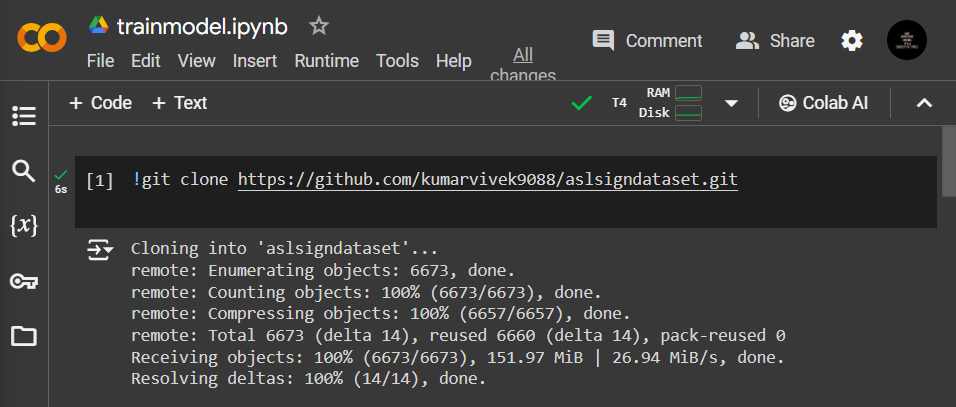 trainmodel.ipynb
File Edit View Insert Runtime Tools Help All changes
Comment Share
+ Code + Text
T4 RAM Disk
Colab AI
6s
[1] !git clone https://github.com/kumarvivek9088/aslsigndataset.git
{x}
Cloning into 'aslsigndataset'...
remote: Enumerating objects: 6673, done.
remote: Counting objects: 100% (6673/6673), done.
remote: Compressing objects: 100% (6657/6657), done.
remote: Total 6673 (delta 14), reused 6660 (delta 14), pack-reused 0
Receiving objects: 100% (6673/6673), 151.97 MiB | 26.94 MiB/s, done.
Resolving deltas: 100% (14/14), done.